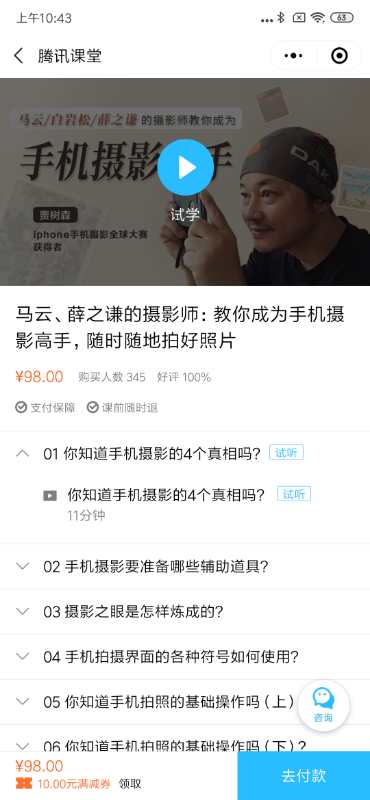 上午10:43
63
腾讯课堂
马云/白岩松/薛之谦 的摄影师教你成为
手机摄影 手
贾树森
iphone手机摄影全球大赛
获得者
DAK
试学
马云、薛之谦的摄影师：教你成为手机摄
影高手，随时随地拍好照片
¥98.00 购买人数 345 好评 100%
支付保障 课前随时退
01 你知道手机摄影的4个真相吗？ 试听
你知道手机摄影的4个真相吗？ 试听
11分钟
02 手机摄影要准备哪些辅助道具？
03 摄影之眼是怎样炼成的？
04 手机拍摄界面的各种符号如何使用？
05 你知道手机拍照的基础操作吗（上）
咨询
06 你知道手机拍照的基础操作吗（下）？
¥98.00
10.00元满减券 领取
去付款